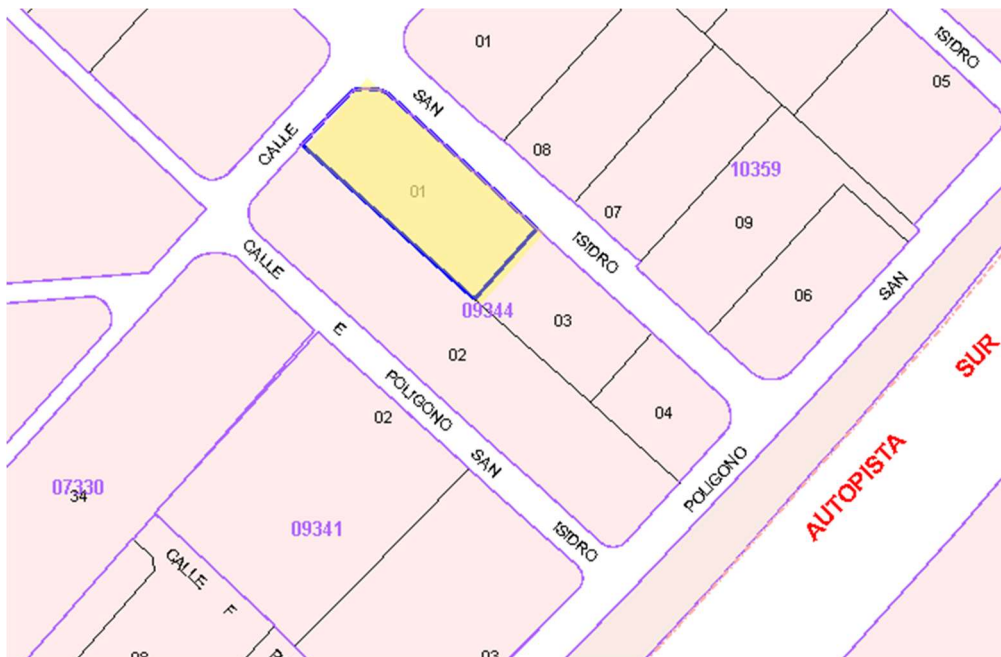 ISIDRO
01
05
SAN
CALLE
08
10359
01
07
09
CALLE
ISIDRO
SAN
06
09344
03
E
02
SUR
POLIGONO
04
02
SAN
AUTOPISTA
POLIGONO
07330
34
09341
ISIDRO
CALLE
F
03